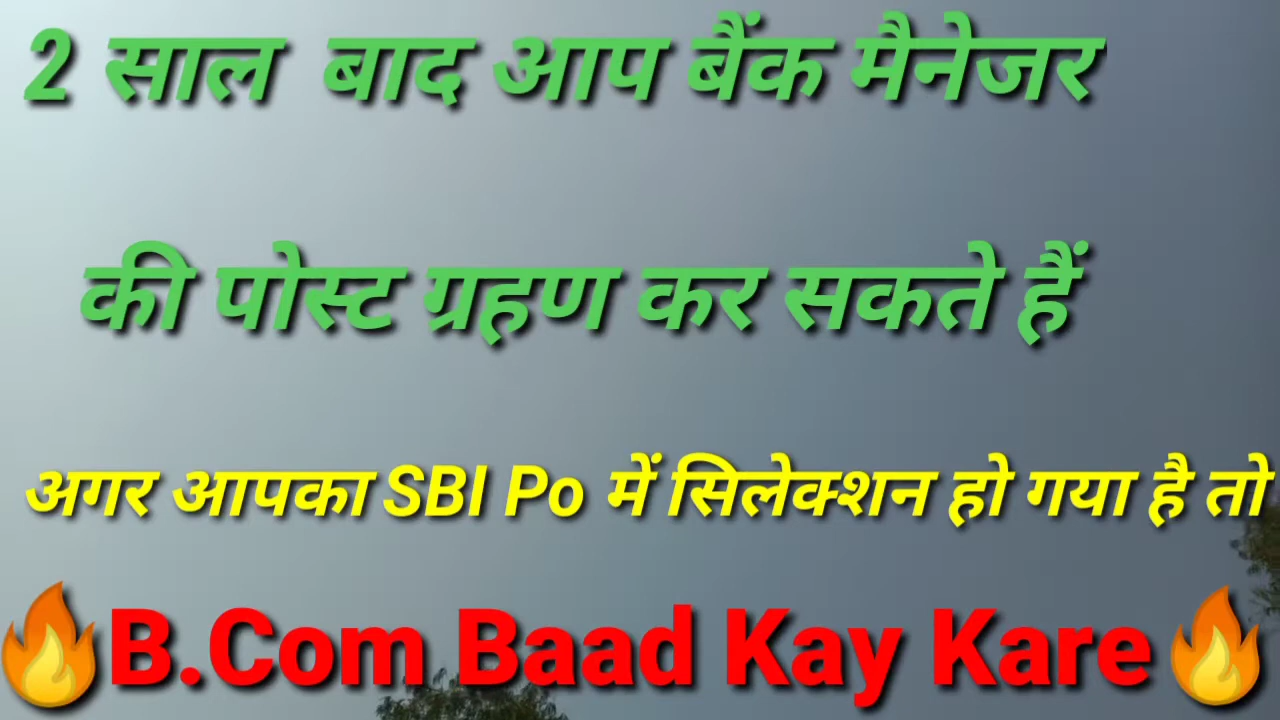 2 साल बाद आप बैंक मैनेजर
की पोस्ट ग्रहण कर सकते हैं
अगर आपका SBI Po में सिलेक्शन हो गया है तो
🔥B.Com Baad Kay Kare🔥